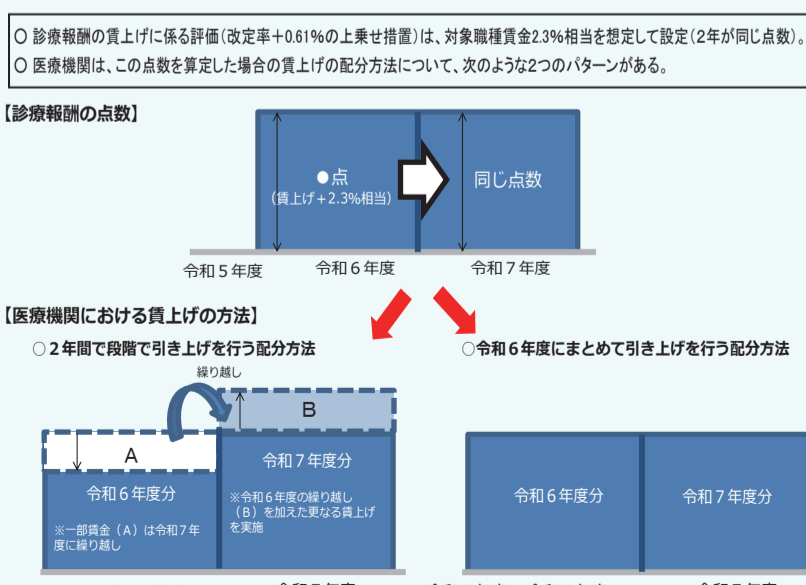 ○ 診療報酬の賃上げに係る評価(改定率＋0.61％の上乗せ措置)は、対象職種賃金2.3％相当を想定して設定(２年が同じ点数)。
○ 医療機関は、この点数を算定した場合の賃上げの配分方法について、次のような２つのパターンがある。
【診療報酬の点数】
●点
(賃上げ＋2.3％相当)
同じ点数
令和５年度
令和６年度
令和７年度
【医療機関における賃上げの方法】
○２年間で段階で引き上げを行う配分方法
○令和６年度にまとめて引き上げを行う配分方法
繰り越し
A
B
令和６年度分
※一部賃金（A）は令和７年
度に繰り越し
令和７年度分
※令和６年度の繰り越し
（B）を加えた更なる賃上げ
を実施
令和６年度分
令和７年度分